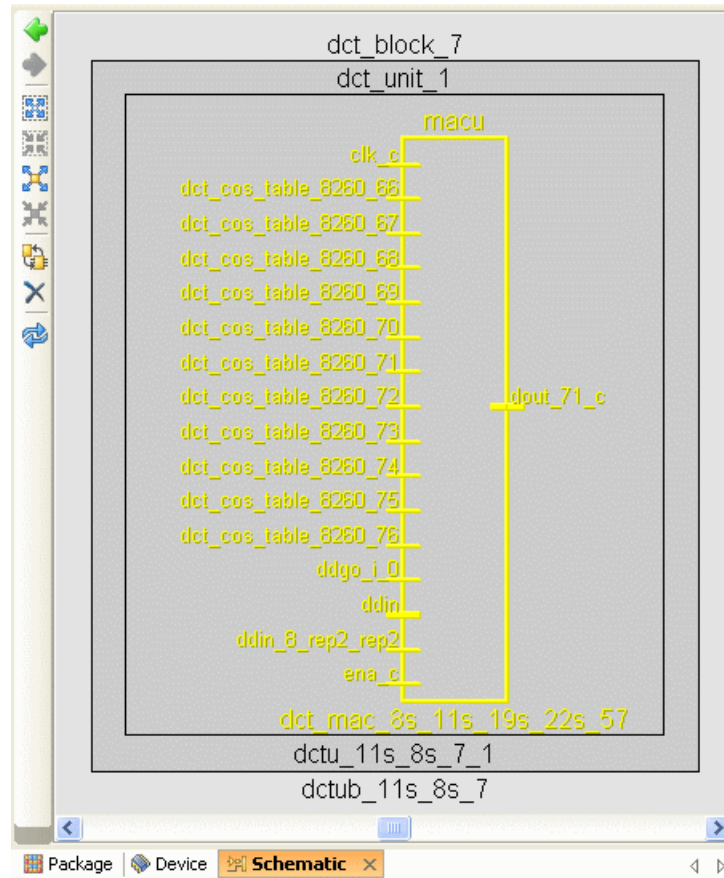 dct_block_7
dct_unit_1
macu
clk_c
dct_cos_table_8260_66
dct_cos_table_8260_67
dct_cos_table_8260_68
dct_cos_table_8260_69
dct_cos_table_8260_70
dct_cos_table_8260_71
dct_cos_table_8260_72
dout_71_c
dct_cos_table_8260_73
dct_cos_table_8260_74
dct_cos_table_8260_75
dct_cos_table_8260_76
ddgo_i_0
ddin
ddin_8_rep2_rep2
ena_c
dct_mac_8s_11s_19s_22s_57
dctu_11s_8s_7_1
dctub_11s_8s_7
Package Device Schematic